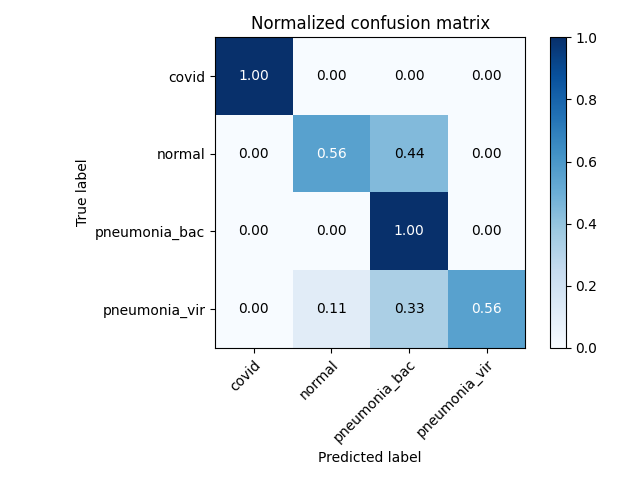 Normalized confusion matrix
True label
covid 1.00 0.00 0.00 0.00
normal 0.00 0.56 0.44 0.00
pneumonia_bac 0.00 0.00 1.00 0.00
pneumonia_vir 0.00 0.11 0.33 0.56
covid normal pneumonia_bac pneumonia_vir
Predicted label
1.0
0.8
0.6
0.4
0.2
0.0